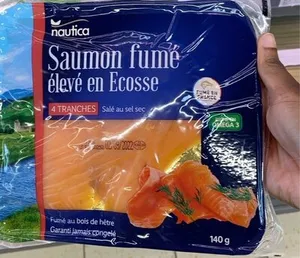 nautica
Saumon fumé
élevé en Ecosse
4 TRANCHES
Salé au sel sec
FUMÉ EN
FRANCE
OMEGA 3
Fumé au bois de hêtre
Garanti jamais congelé
140 g